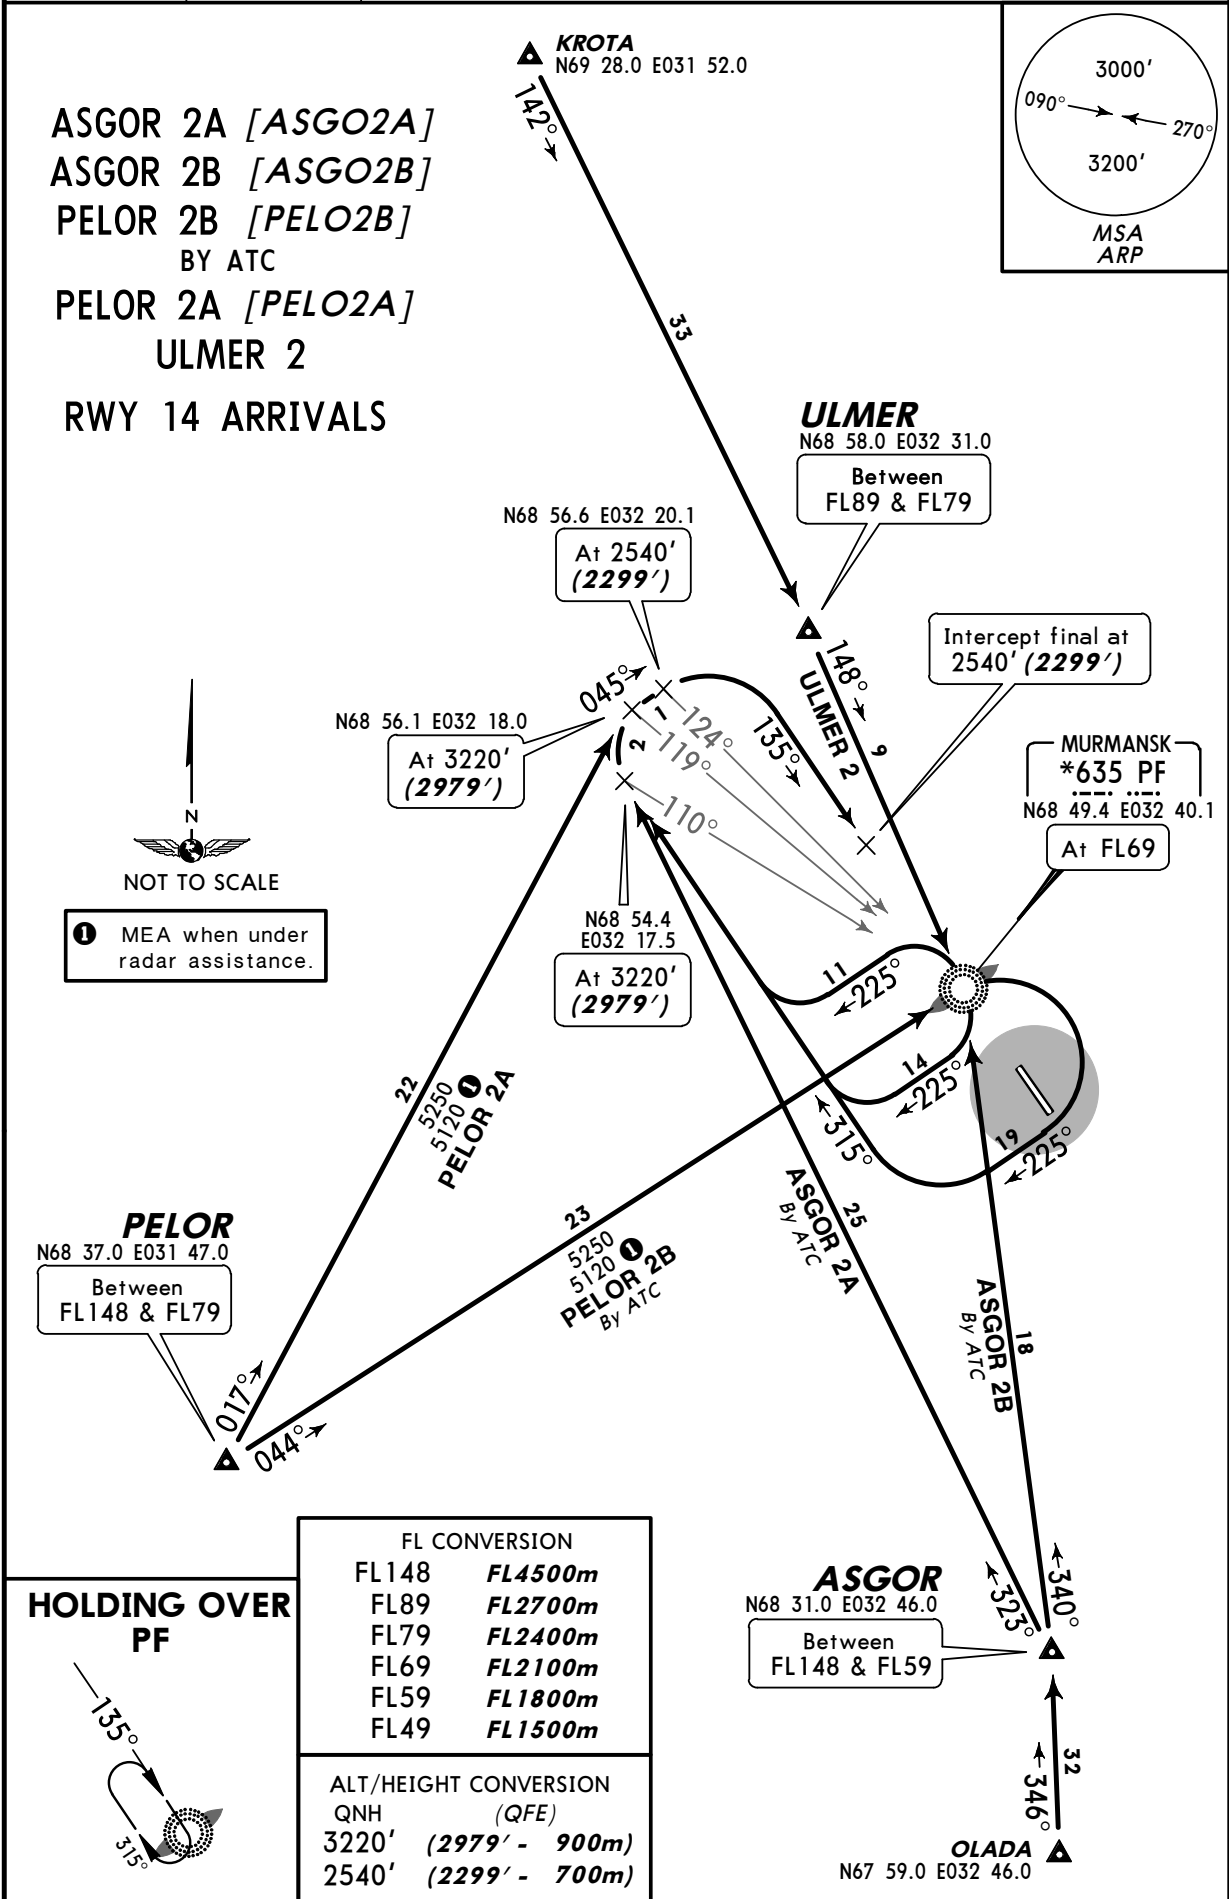 KROTA
N69 28.0 E031 52.0
142°
33
3000'
090°
270°
3200'
MSA
ARP
ASGOR 2A [ASGO2A]
ASGOR 2B [ASGO2B]
PELOR 2B [PELO2B]
BY ATC
PELOR 2A [PELO2A]
ULMER 2
RWY 14 ARRIVALS
ULMER
N68 58.0 E032 31.0
Between
FL89 & FL79
N68 56.6 E032 20.1
At 2540'
(2299')
Intercept final at
2540' (2299')
148°
ULMER 2
9
045°
1
2
124°
119°
110°
135°
N68 56.1 E032 18.0
At 3220'
(2979')
MURMANSK
*635 PF
N68 49.4 E032 40.1
At FL69
N
NOT TO SCALE
1 MEA when under
radar assistance.
N68 54.4
E032 17.5
At 3220'
(2979')
11
225°
14
225°
19
225°
315°
22
5250
5120 1
PELOR 2A
23
5250
5120 1
PELOR 2B
By ATC
25
ASGOR 2A
By ATC
18
ASGOR 2B
By ATC
PELOR
N68 37.0 E031 47.0
Between
FL148 & FL79
017°
044°
ASGOR
N68 31.0 E032 46.0
Between
FL148 & FL59
323°
340°
32
346°
OLADA
N67 59.0 E032 46.0
HOLDING OVER
PF
135°
315°
FL CONVERSION
FL148 FL4500m
FL89 FL2700m
FL79 FL2400m
FL69 FL2100m
FL59 FL1800m
FL49 FL1500m
ALT/HEIGHT CONVERSION
QNH (QFE)
3220' (2979' - 900m)
2540' (2299' - 700m)